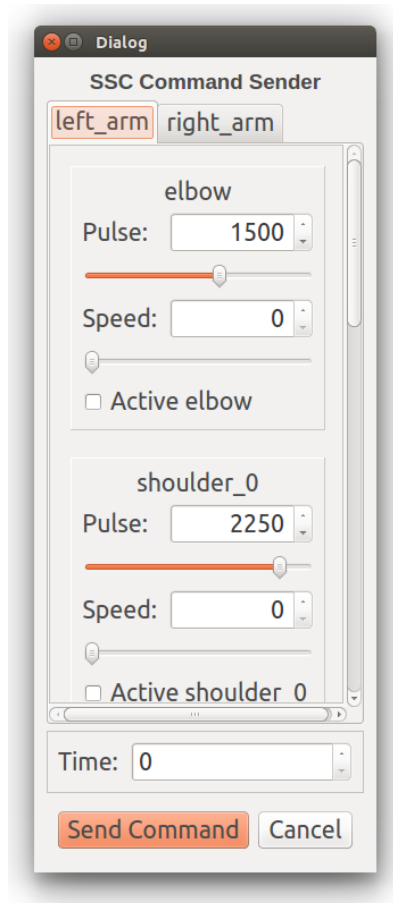 Dialog
SSC Command Sender
left_arm right_arm
elbow
Pulse: 1500
Speed: 0
Active elbow
shoulder_0
Pulse: 2250
Speed: 0
Active shoulder_0
Time: 0
Send Command Cancel